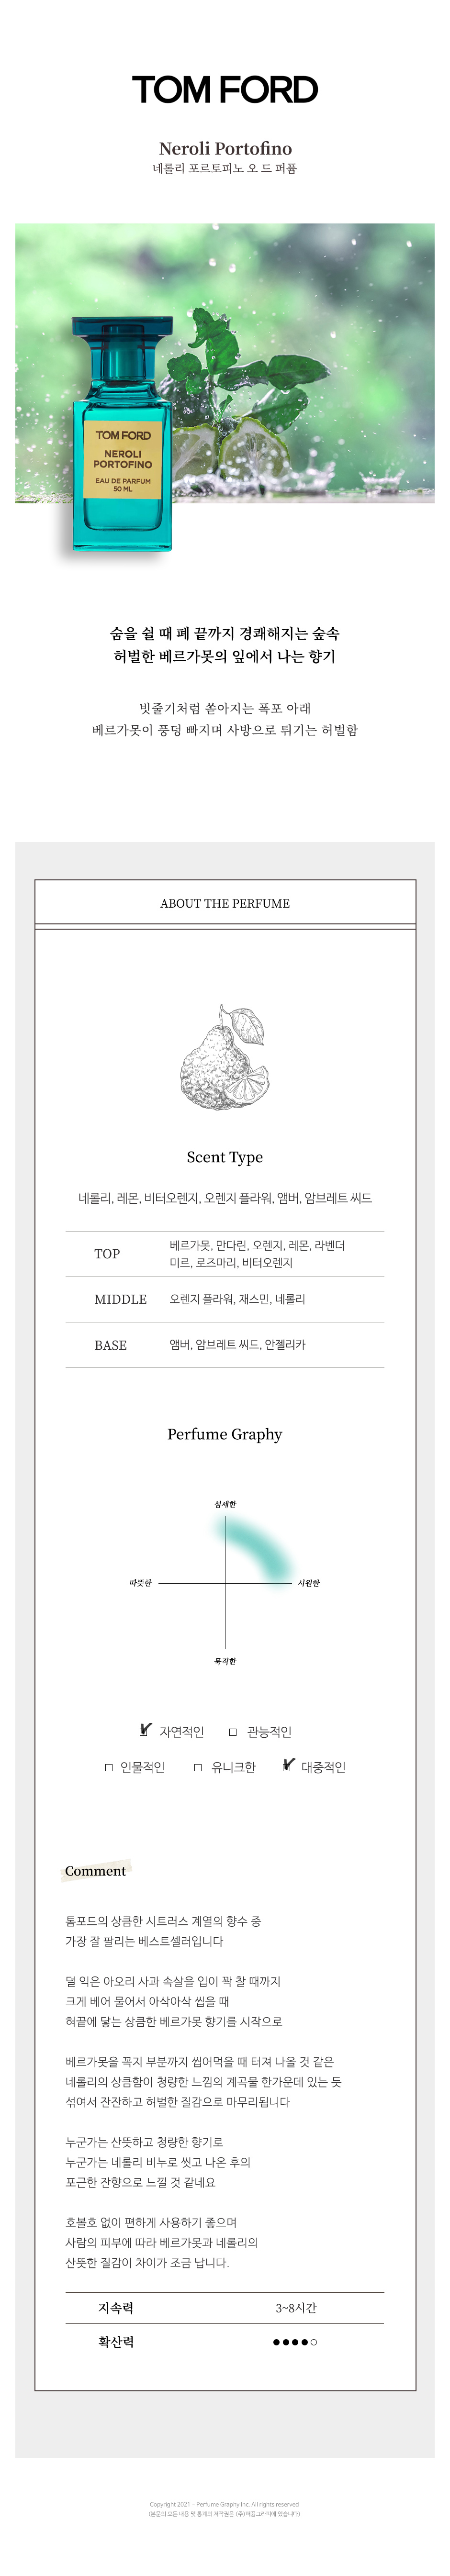 TOM FORD
Neroli Portofino
네롤리 포르토피노 오 드 퍼퓸
TOM FORD
NEROLI
PORTOFINO
EAU DE PARFUM
50 ML
숨을 쉴 때 폐 끝까지 경쾌해지는 숲속
허벌한 베르가못의 잎에서 나는 향기
빗줄기처럼 쏟아지는 폭포 아래
베르가못이 풍덩 빠지며 사방으로 튀기는 허벌함
ABOUT THE PERFUME
Scent Type
네롤리, 레몬, 비터오렌지, 오렌지 플라워, 앰버, 암브레트 씨드
TOP
베르가못, 만다린, 오렌지, 레몬, 라벤더
미르, 로즈마리, 비터오렌지
MIDDLE
오렌지 플라워, 재스민, 네롤리
BASE
앰버, 암브레트 씨드, 안젤리카
Perfume Graphy
섬세한
따뜻한
시원한
묵직한
자연적인
관능적인
인물적인
유니크한
대중적인
Comment
톰포드의 상큼한 시트러스 계열의 향수 중
가장 잘 팔리는 베스트셀러입니다
덜 익은 아오리 사과 속살을 입이 꽉 찰 때까지
크게 베어 물어서 아삭아삭 씹을 때
혀끝에 닿는 상큼한 베르가못 향기를 시작으로
베르가못을 꼭지 부분까지 씹어먹을 때 터져 나올 것 같은
네롤리의 상큼함이 청량한 느낌의 계곡물 한가운데 있는 듯
섞여서 잔잔하고 허벌한 질감으로 마무리됩니다
누군가는 산뜻하고 청량한 향기로
누군가는 네롤리 비누로 씻고 나온 후의
포근한 잔향으로 느낄 것 같네요
호불호 없이 편하게 사용하기 좋으며
사람의 피부에 따라 베르가못과 네롤리의
산뜻한 질감이 차이가 조금 납니다.
지속력
3~8시간
확산력
●●●●○
Copyright 2021 - Perfume Graphy Inc. All rights reserved
(본문의 모든 내용 및 통계의 저작권은 (주)퍼퓸그라피에 있습니다)